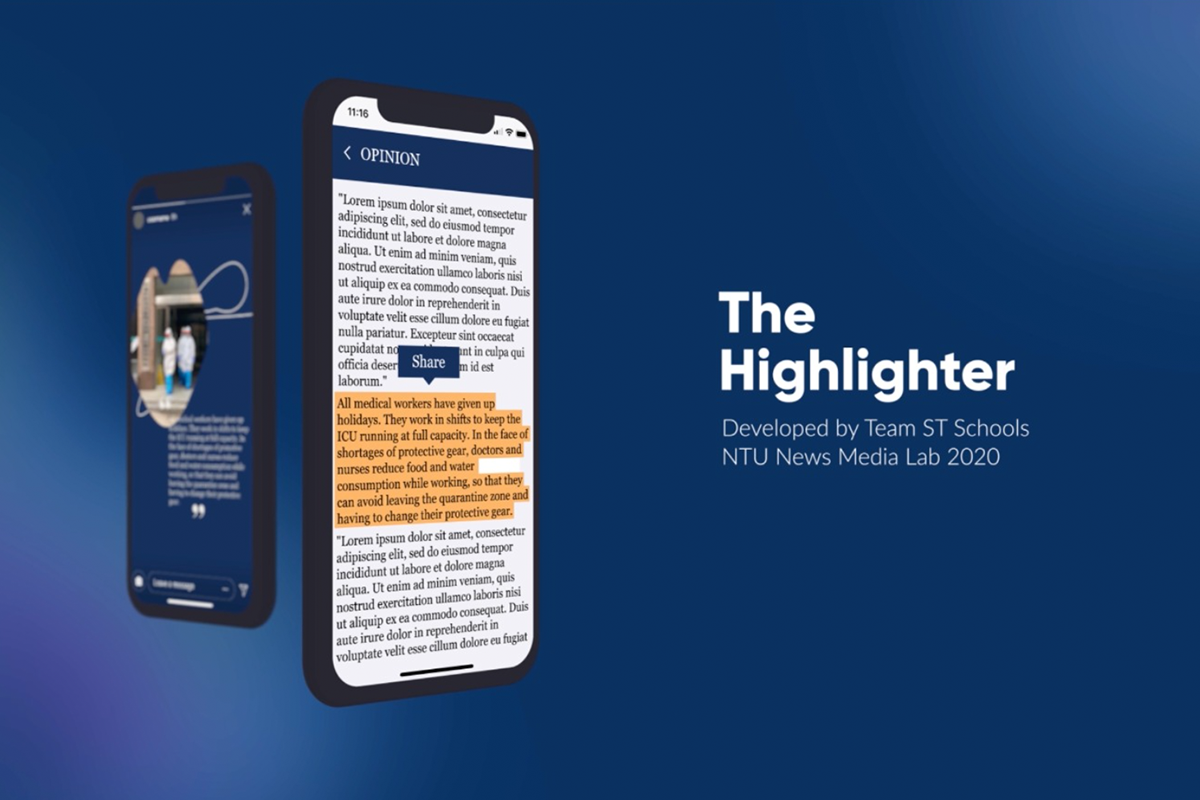 11:16
OPINION
"Lorem ipsum dolor sit amet, consectetur
adipiscing elit, sed do eiusmod tempor
incididunt ut labore et dolore magna
aliqua. Ut enim ad minim veniam, quis
nostrud exercitation ullamco laboris nisi
ut aliquip ex ea commodo consequat. Duis
aute irure dolor in reprehenderit in
voluptate velit esse cillum dolore eu fugiat
nulla pariatur. Excepteur sint occaecat
cupidatat no unt in culpa qui
officia deser m id est
laborum."
Share
All medical workers have given up
holidays. They work in shifts to keep the
ICU running at full capacity. In the face of
shortages of protective gear, doctors and
nurses reduce food and water
consumption while working, so that they
can avoid leaving the quarantine zone and
having to change their protective gear.
"Lorem ipsum dolor sit amet, consectetur
adipiscing elit, sed do eiusmod tempor
incididunt ut labore et dolore magna
aliqua. Ut enim ad minim veniam, quis
nostrud exercitation ullamco laboris nisi
ut aliquip ex ea commodo consequat. Duis
aute irure dolor in reprehenderit in
voluptate velit esse cillum dolore eu fugiat
Leave a message
The
Highlighter
Developed by Team ST Schools
NTU News Media Lab 2020